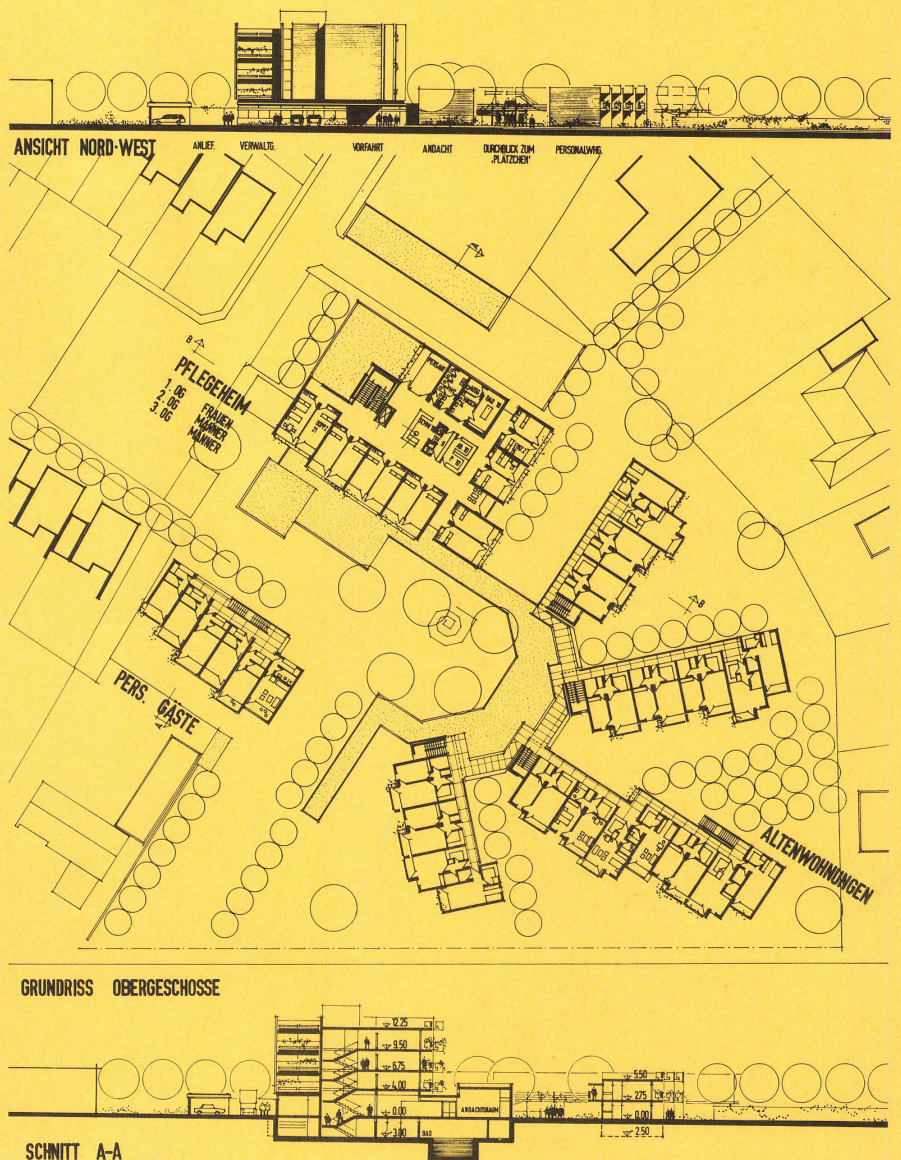 ANSICHT NORD-WEST
ANLIEF.
VERWALTG.
VORFAHRT
ANDACHT
DURCHBLICK ZUM
„PLÄTZCHEN‘
PERSONALWHG.
A
B
PFLEGEHEIM
1. OG FRAUEN
2. OG MÄNNER
3. OG MÄNNER
B
PERS. GÄSTE
A
ALTENWOHNUNGEN
GRUNDRISS OBERGESCHOSSE
12.25
9.50
6.75
4.00
0.00
3.00
BAD
ANDACHTSRAUM
5.50
2.75
0.00
2.50
SCHNITT A-A